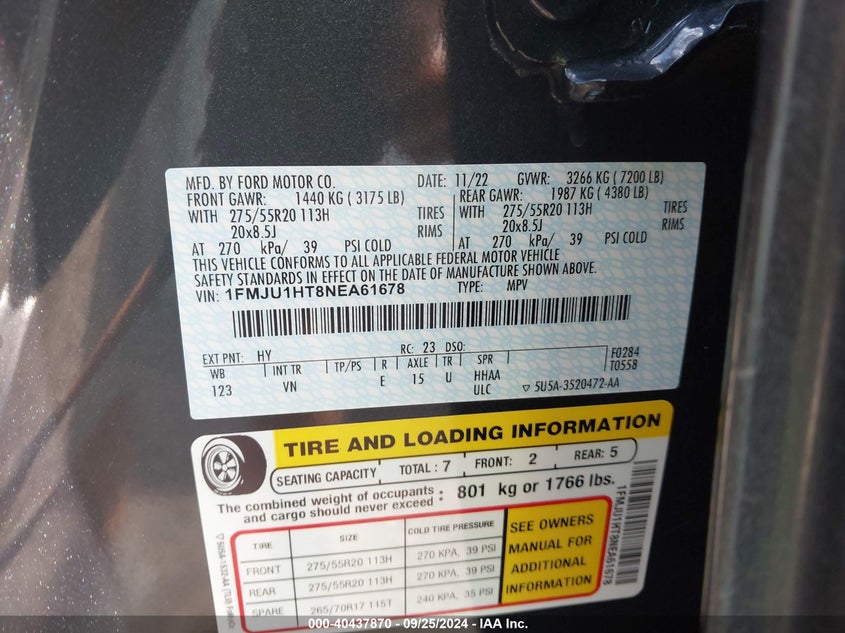 MFD. BY FORD MOTOR CO. DATE: 11/22 GVWR: 3266 KG ( 7200 LB)
FRONT GAWR: 1440 KG ( 3175 LB) REAR GAWR: 1987 KG ( 4380 LB)
WITH 275/55R20 113H TIRES WITH 275/55R20 113H TIRES
20x8.5J RIMS 20x8.5J RIMS
AT 270 kPa/ 39 PSI COLD AT 270 kPa/ 39 PSI COLD
THIS VEHICLE CONFORMS TO ALL APPLICABLE FEDERAL MOTOR VEHICLE
SAFETY STANDARDS IN EFFECT ON THE DATE OF MANUFACTURE SHOWN ABOVE.
VIN: 1FMJU1HT8NEA61678 TYPE: MPV
EXT PNT: HY RC: 23 DSO: F0284
WB INT TR TP/PS R AXLE TR SPR T0558
123 VN E 15 U HHAA
ULC ▽ 5U5A-3520472-AA
TIRE AND LOADING INFORMATION
SEATING CAPACITY TOTAL : 7 FRONT: 2 REAR: 5
The combined weight of occupants
and cargo should never exceed : 801 kg or 1766 lbs.
TIRE SIZE COLD TIRE PRESSURE
FRONT 275/55R20 113H 270 KPA, 39 PSI
REAR 275/55R20 113H 270 KPA, 39 PSI
SPARE 265/70R17 115T 240 KPA, 35 PSI
SEE OWNERS
MANUAL FOR
ADDITIONAL
INFORMATION
1FMJU1HT8NEA61678
▽ 5U5A-1532-AA (TLU)
000-40437870 - 09/25/2024 - IAA Inc.